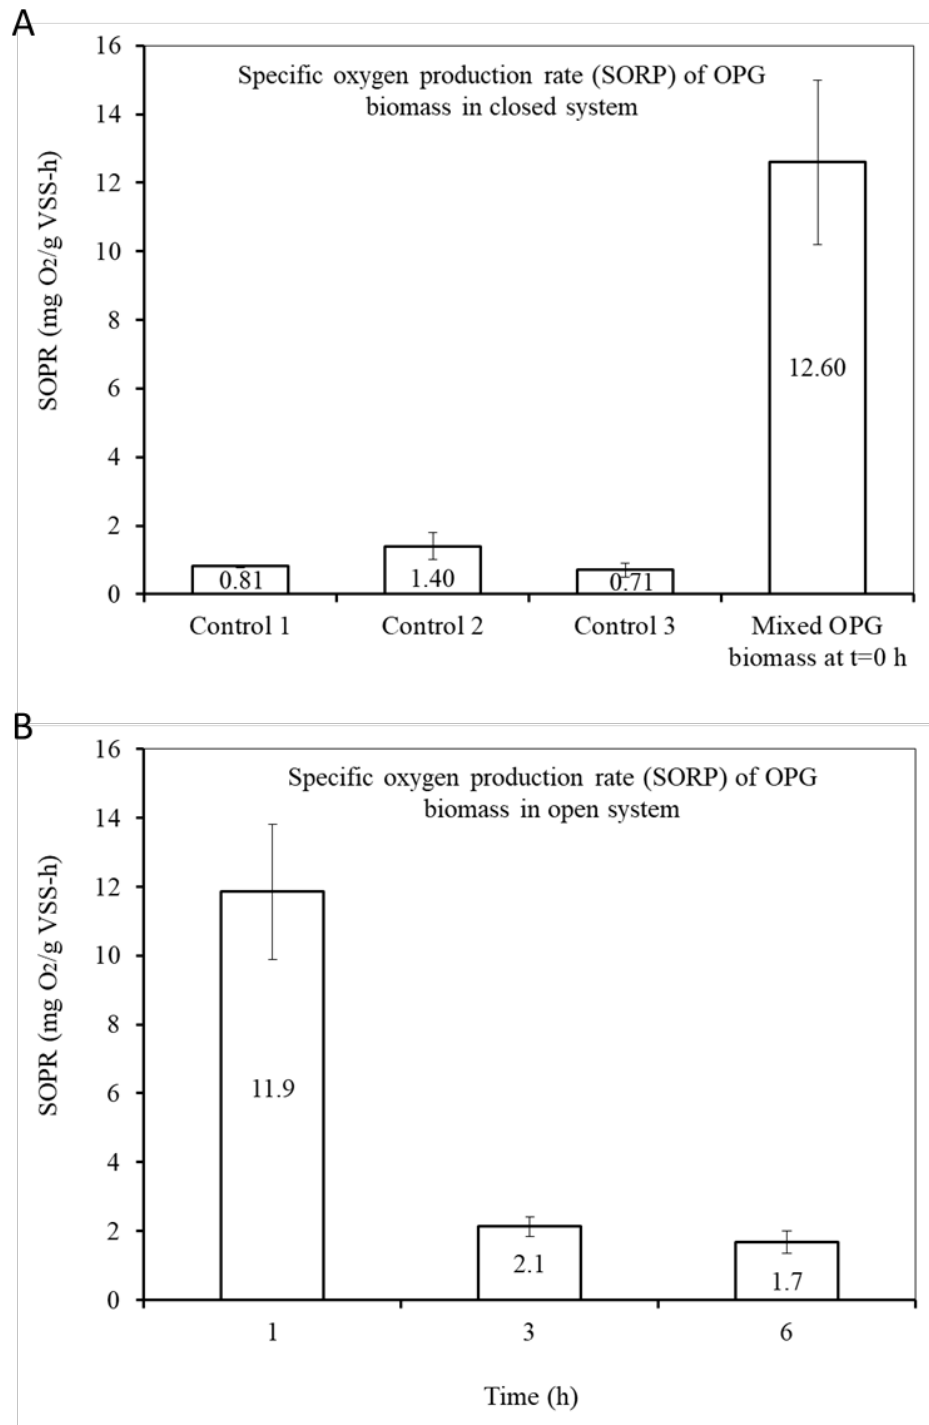 A
Specific oxygen production rate (SORP) of OPG
biomass in closed system
SOPR (mg O2/g VSS-h)
16
14
12
10
8
6
4
2
0
0.81
1.40
0.71
12.60
Control 1
Control 2
Control 3
Mixed OPG
biomass at t=0 h
B
Specific oxygen production rate (SORP) of OPG
biomass in open system
SOPR (mg O2/g VSS-h)
16
14
12
10
8
6
4
2
0
11.9
2.1
1.7
1
3
6
Time (h)